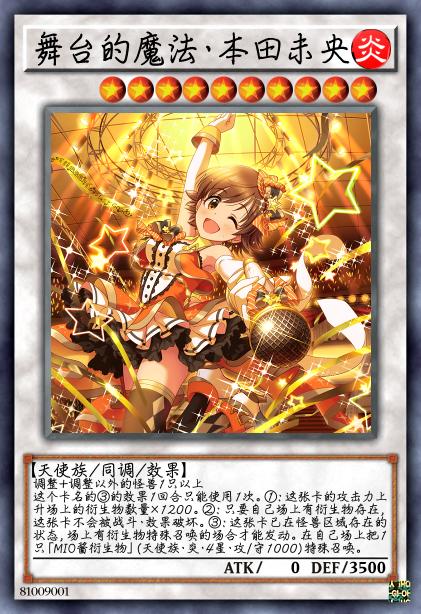 舞台的魔法·本田未央
炎
【天使族/同调/效果】
调整+调整以外的怪兽1只以上
这个卡名的③的效果1回合只能使用1次。①:这张卡的攻击力上
升场上的衍生物数量×1200。②:只要自己场上有衍生物存在,
这张卡不会被战斗·效果破坏。③:这张卡已在怪兽区域存在的
状态,场上有衍生物特殊召唤的场合才能发动。在自己场上把1
只「MIO酱衍生物」(天使族·炎·4星·攻/守1000)特殊召唤。
ATK/ 0 DEF/3500
81009001